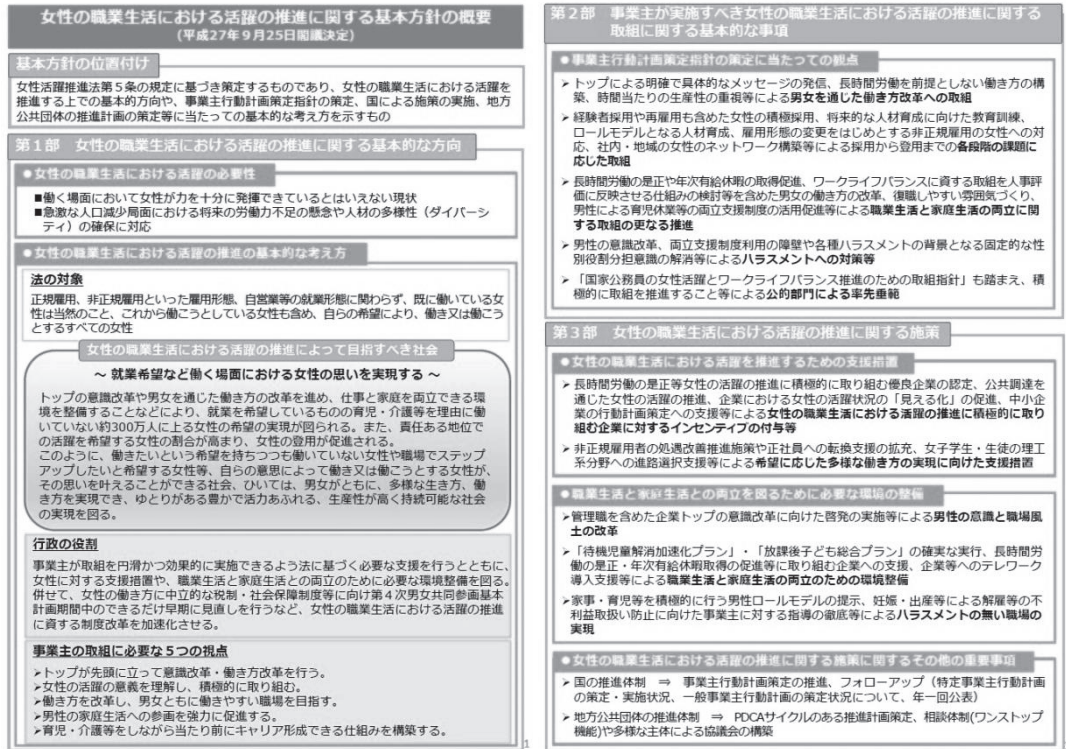 女性の職業生活における活躍の推進に関する基本方針の概要
(平成27年9月25日閣議決定)
基本方針の位置付け
女性活躍推進法第5条の規定に基づき策定するものであり、女性の職業生活における活躍を
推進する上での基本的方向や、事業主行動計画策定指針の策定、国による施策の実施、地方
公共団体の推進計画の策定等に当たっての基本的な考え方を示すもの
第1部 女性の職業生活における活躍の推進に関する基本的な方向
●女性の職業生活における活躍の必要性
■働く場面において女性が力を十分に発揮できているとはいえない現状
■急激な人口減少局面における将来の労働力不足の懸念や人材の多様性(ダイバーシ
ティ)の確保に対応
●女性の職業生活における活躍の推進の基本的な考え方
法の対象
正規雇用、非正規雇用といった雇用形態、自営業等の就業形態に関わらず、既に働いている女
性は当然のこと、これから働こうとしている女性も含め、自らの希望により、働き又は働こう
とするすべての女性
女性の職業生活における活躍の推進によって目指すべき社会
~ 就業希望など働く場面における女性の思いを実現する ~
トップの意識改革や男女を通じた働き方の改革を進め、仕事と家庭を両立できる環
境を整備することなどにより、就業を希望しているものの育児・介護等を理由に働
いていない約300万人に上る女性の希望の実現が図られる。また、責任ある地位で
の活躍を希望する女性の割合が高まり、女性の登用が促進される。
このように、働きたいという希望を持ちつつも働いていない女性や職場でステップ
アップしたいと希望する女性等、自らの意思によって働き又は働こうとする女性が、
その思いを叶えることができる社会、ひいては、男女がともに、多様な生き方、働
き方を実現でき、ゆとりがある豊かで活力あふれる、生産性が高く持続可能な社会
の実現を図る。
行政の役割
事業主が取組を円滑かつ効果的に実施できるよう法に基づく必要な支援を行うとともに、
女性に対する支援措置や、職業生活と家庭生活との両立のために必要な環境整備を図る。
併せて、女性の働き方に中立的な税制・社会保障制度等に向け第4次男女共同参画基本
計画期間中のできるだけ早期に見直しを行うなど、女性の職業生活における活躍の推進
に資する制度改革を加速化させる。
事業主の取組に必要な5つの視点
➢トップが先頭に立って意識改革・働き方改革を行う。
➢女性の活躍の意義を理解し、積極的に取り組む。
➢働き方を改革し、男女ともに働きやすい職場を目指す。
➢男性の家庭生活への参画を強力に促進する。
➢育児・介護等をしながら当たり前にキャリア形成できる仕組みを構築する。
1
第2部 事業主が実施すべき女性の職業生活における活躍の推進に関する
取組に関する基本的な事項
●事業主行動計画策定指針の策定に当たっての観点
➢ トップによる明確で具体的なメッセージの発信、長時間労働を前提としない働き方の構
築、時間当たりの生産性の重視等による男女を通じた働き方改革への取組
➢ 経験者採用や再雇用も含めた女性の積極採用、将来的な人材育成に向けた教育訓練、
ロールモデルとなる人材育成、雇用形態の変更をはじめとする非正規雇用の女性への対
応、社内・地域の女性のネットワーク構築等による採用から登用までの各段階の課題に
応じた取組
➢ 長時間労働の是正や年次有給休暇の取得促進、ワークライフバランスに資する取組を人事評
価に反映させる仕組みの検討等を含めた男女の働き方の改革、復職しやすい雰囲気づくり、
男性による育児休業等の両立支援制度の活用促進等による職業生活と家庭生活の両立に関
する取組の更なる推進
➢ 男性の意識改革、両立支援制度利用の障壁や各種ハラスメントの背景となる固定的な性
別役割分担意識の解消等によるハラスメントへの対策等
➢ 「国家公務員の女性活躍とワークライフバランス推進のための取組指針」も踏まえ、積
極的に取組を推進すること等による公的部門による率先垂範
第3部 女性の職業生活における活躍の推進に関する施策
●女性の職業生活における活躍を推進するための支援措置
➢ 長時間労働の是正等女性の活躍の推進に積極的に取り組む優良企業の認定、公共調達を
通じた女性の活躍の推進、企業における女性の活躍状況の「見える化」の促進、中小企
業の行動計画策定への支援等による女性の職業生活における活躍の推進に積極的に取り
組む企業に対するインセンティブの付与等
➢ 非正規雇用者の処遇改善推進施策や正社員への転換支援の拡充、女子学生・生徒の理工
系分野への進路選択支援等による希望に応じた多様な働き方の実現に向けた支援措置
●職業生活と家庭生活との両立を図るために必要な環境の整備
➢管理職を含めた企業トップの意識改革に向けた啓発の実施等による男性の意識と職場風
土の改革
➢「待機児童解消加速化プラン」・「放課後子ども総合プラン」の確実な実行、長時間労
働の是正・年次有給休暇取得の促進等に取り組む企業への支援、企業等へのテレワーク
導入支援等による職業生活と家庭生活の両立のための環境整備
➢家事・育児等を積極的に行う男性ロールモデルの提示、妊娠・出産等による解雇等の不
利益取扱い防止に向けた事業主に対する指導の徹底等によるハラスメントの無い職場の
実現
●女性の職業生活における活躍の推進に関する施策に関するその他の重要事項
➢ 国の推進体制 ⇒ 事業主行動計画策定の推進、フォローアップ(特定事業主行動計画
の策定・実施状況、一般事業主行動計画の策定状況について、年一回公表)
➢ 地方公共団体の推進体制 ⇒ PDCAサイクルのある推進計画策定、相談体制(ワンストップ
機能)や多様な主体による協議会の構築